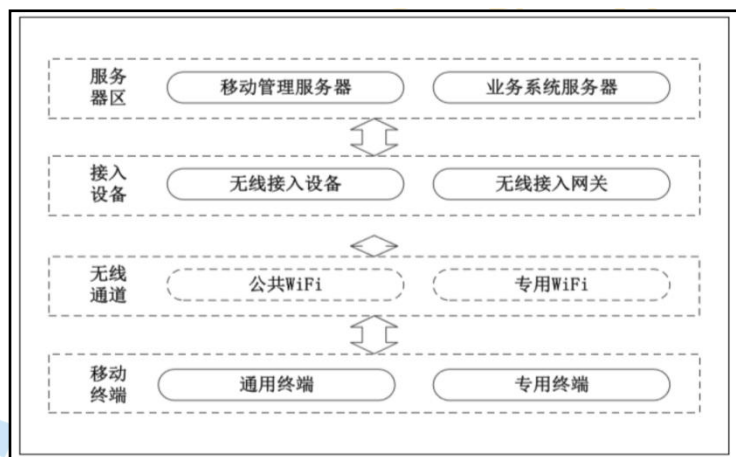 服务
器区
移动管理服务器
业务系统服务器
接入
设备
无线接入设备
无线接入网关
无线
通道
公共WiFi
专用WiFi
移动
终端
通用终端
专用终端